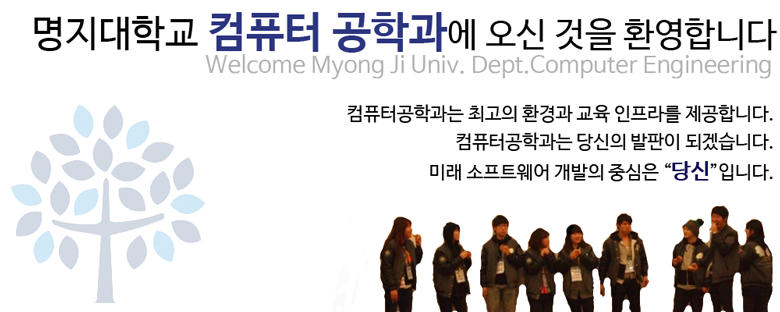 명지대학교 컴퓨터 공학과에 오신 것을 환영합니다
Welcome Myong Ji Univ. Dept.Computer Engineering
컴퓨터공학과는 최고의 환경과 교육 인프라를 제공합니다.
컴퓨터공학과는 당신의 발판이 되겠습니다.
미래 소프트웨어 개발의 중심은 “당신”입니다.